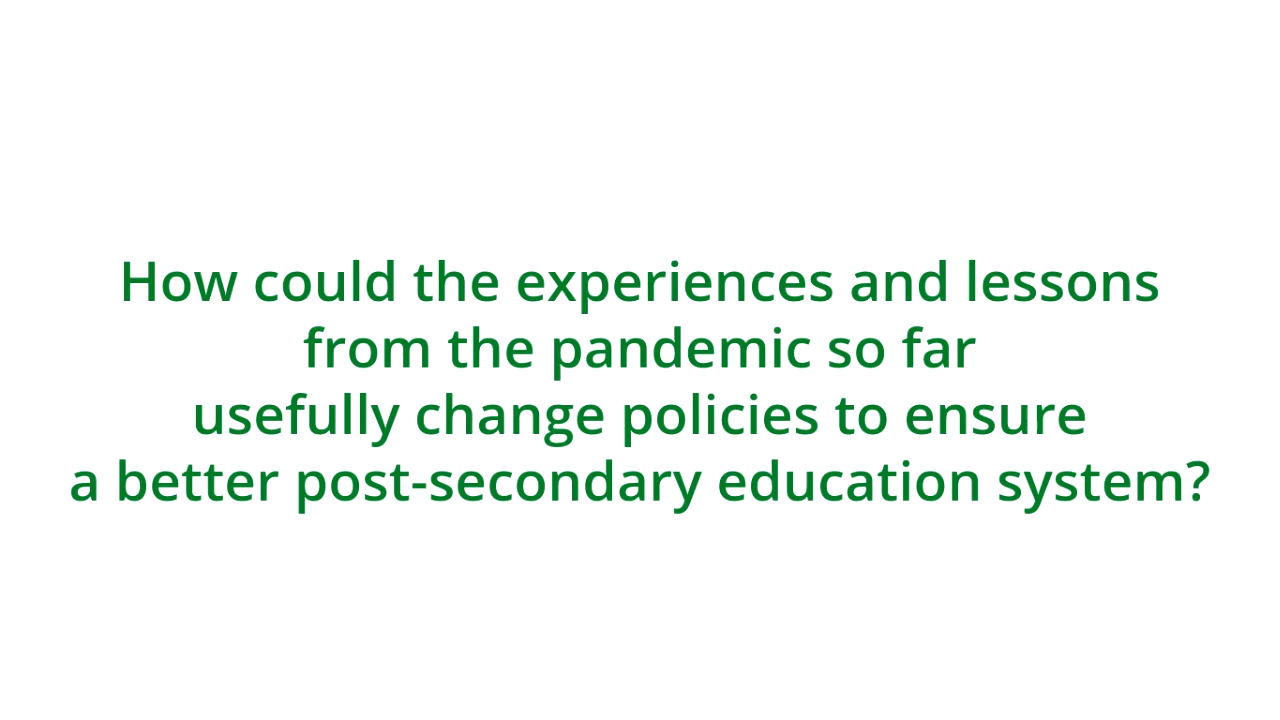 How could the experiences and lessons
from the pandemic so far
usefully change policies to ensure
a better post-secondary education system?